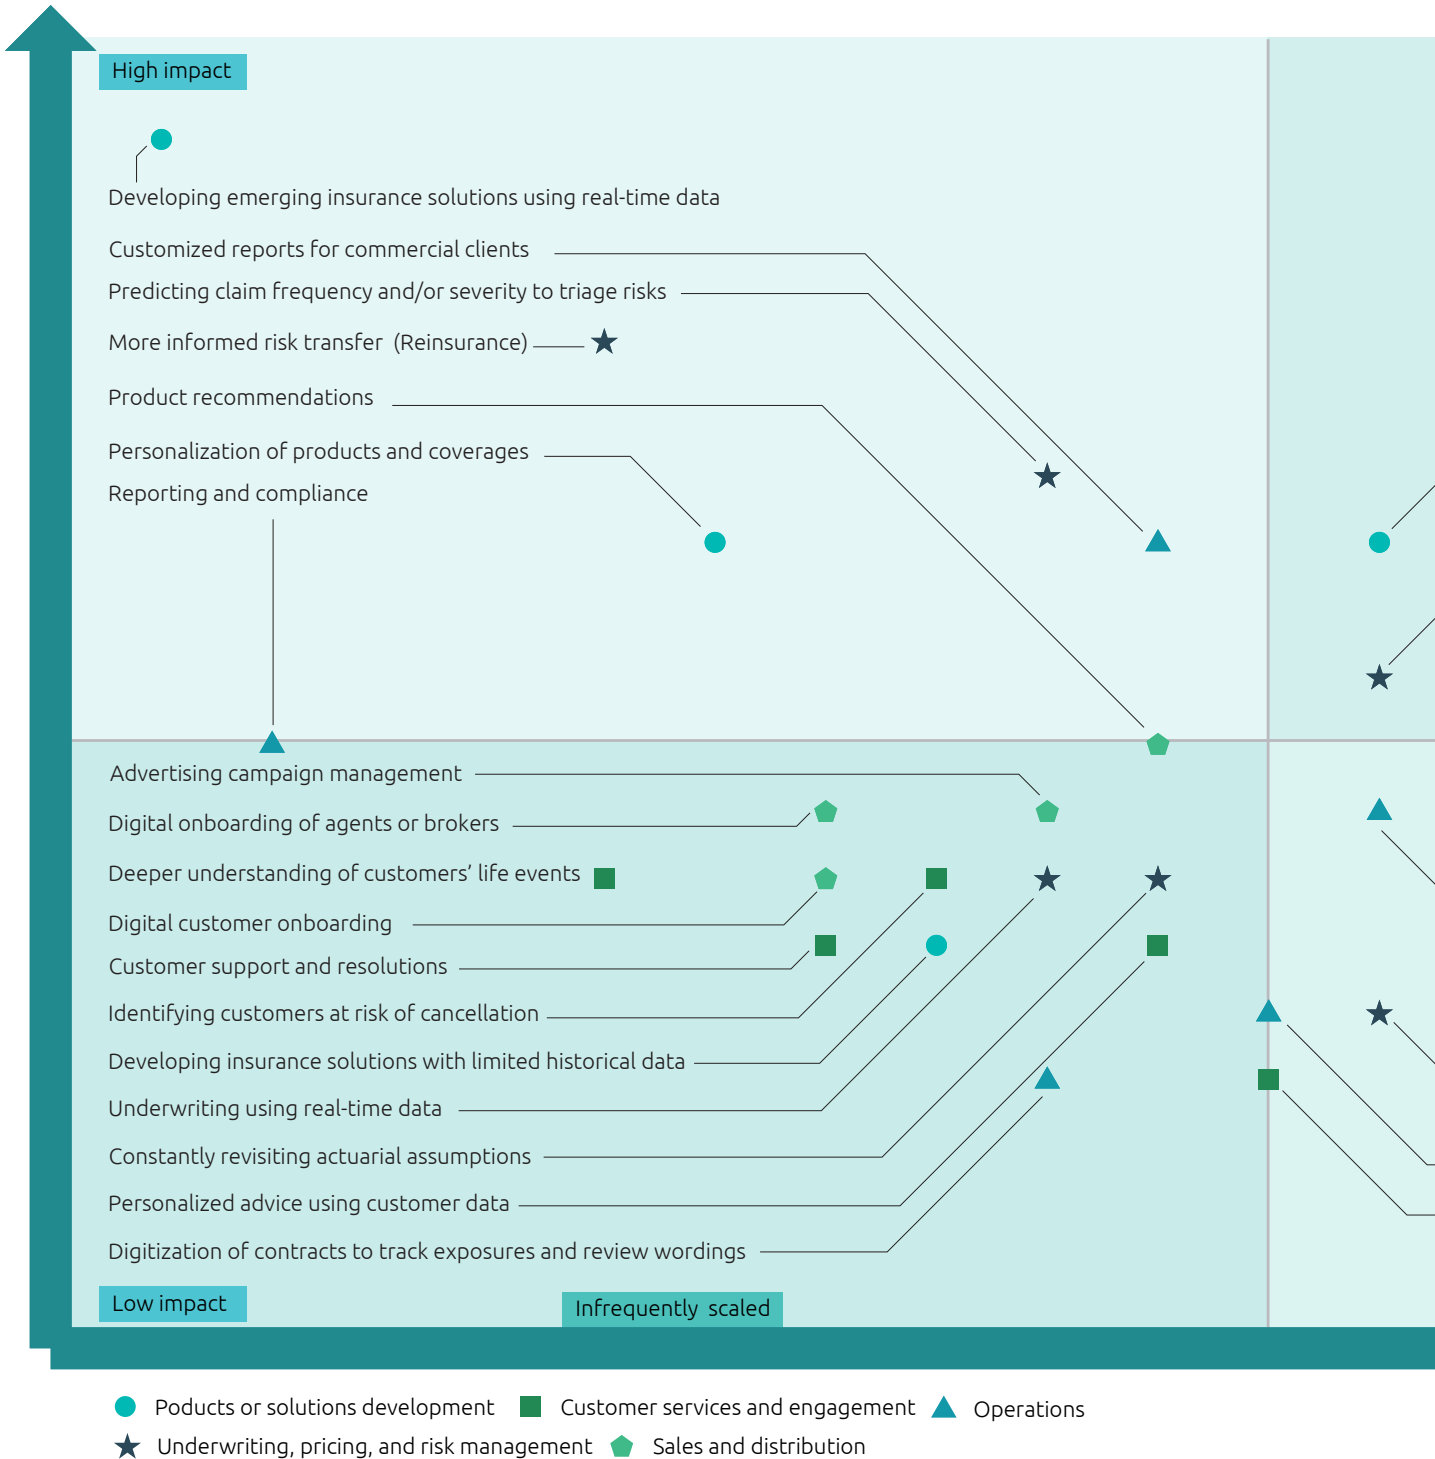 High impact
Developing emerging insurance solutions using real-time data
Customized reports for commercial clients
Predicting claim frequency and/or severity to triage risks
More informed risk transfer (Reinsurance)
Product recommendations
Personalization of products and coverages
Reporting and compliance
Advertising campaign management
Digital onboarding of agents or brokers
Deeper understanding of customers’ life events
Digital customer onboarding
Customer support and resolutions
Identifying customers at risk of cancellation
Developing insurance solutions with limited historical data
Underwriting using real-time data
Constantly revisiting actuarial assumptions
Personalized advice using customer data
Digitization of contracts to track exposures and review wordings
Low impact
Infrequently scaled
Poducts or solutions development
Customer services and engagement
Operations
Underwriting, pricing, and risk management
Sales and distribution